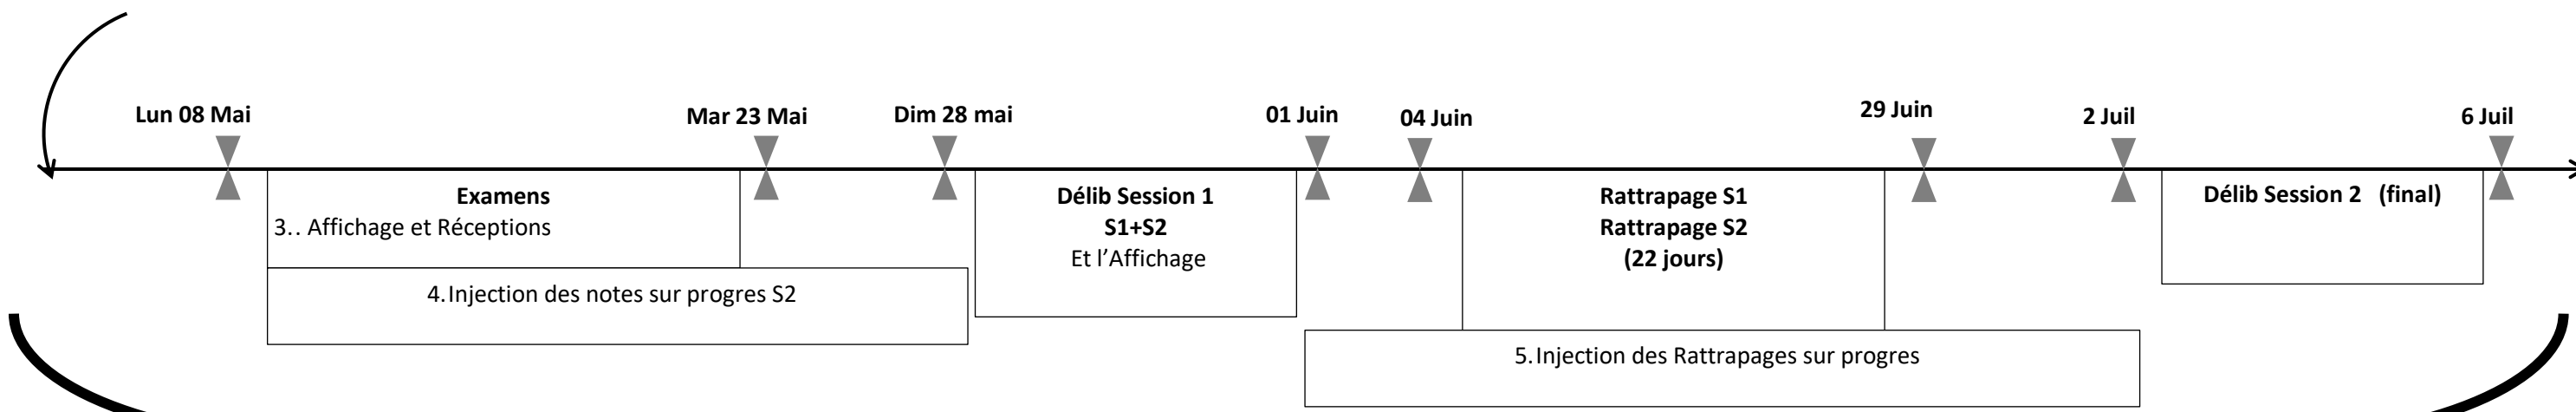 Lun 08 Mai
Mar 23 Mai
Dim 28 mai
01 Juin
04 Juin
29 Juin
2 Juil
6 Juil
Examens
3.. Affichage et Réceptions
4.Injection des notes sur progres S2
Délib Session 1
S1+S2
Et l’Affichage
Rattrapage S1
Rattrapage S2
(22 jours)
5.Injection des Rattrapages sur progres
Délib Session 2 (final)